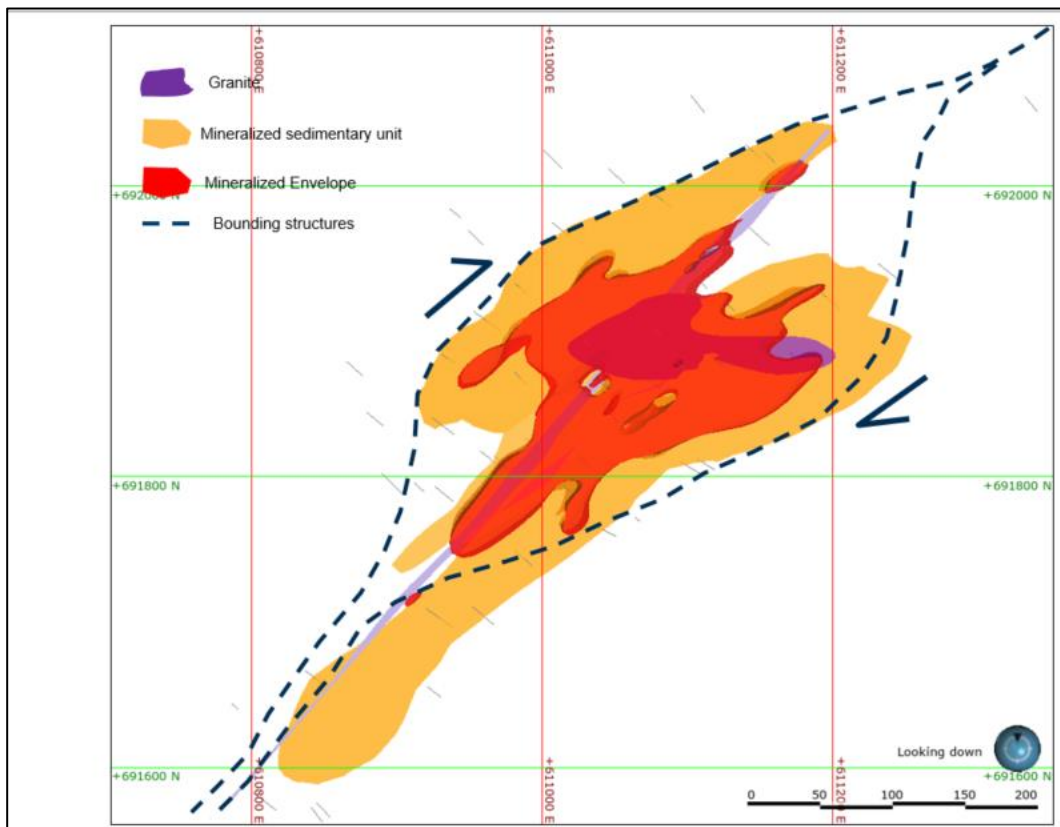 +610800 E
+611000 E
+611200 E
Granite
Mineralized sedimentary unit
Mineralized Envelope
Bounding structures
+692000 N
+692000 N
+691800 N
+691800 N
Looking down
+691600 N
+691600 N
+610800 E
+611000 E
+611200 E
0 50 100 150 200